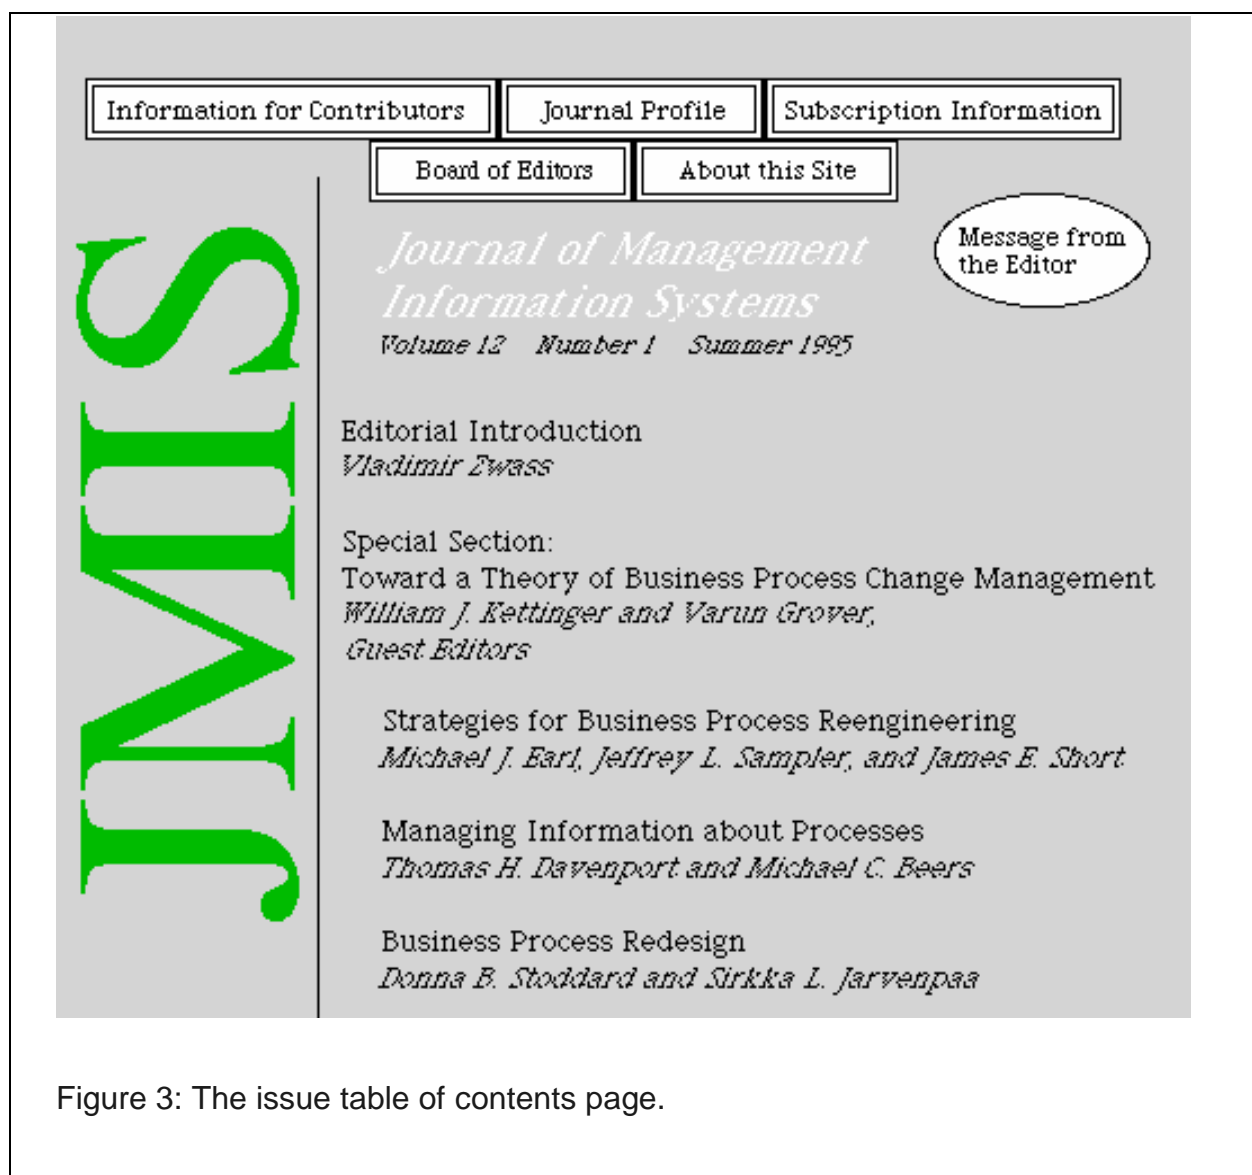 Information for Contributors
Journal Profile
Subscription Information
Board of Editors
About this Site
Message from
the Editor
JMIS
Journal of Management
Information Systems
Volume 12 Number 1 Summer 1995
Editorial Introduction
Vladimir Zwass
Special Section:
Toward a Theory of Business Process Change Management
William J. Kettinger and Varun Grover,
Guest Editors
Strategies for Business Process Reengineering
Michael J. Earl, Jeffrey L. Sampler, and James E. Short
Managing Information about Processes
Thomas H. Davenport and Michael C. Beers
Business Process Redesign
Donna B. Stoddard and Sirkka L. Jarvenpaa
Figure 3: The issue table of contents page.